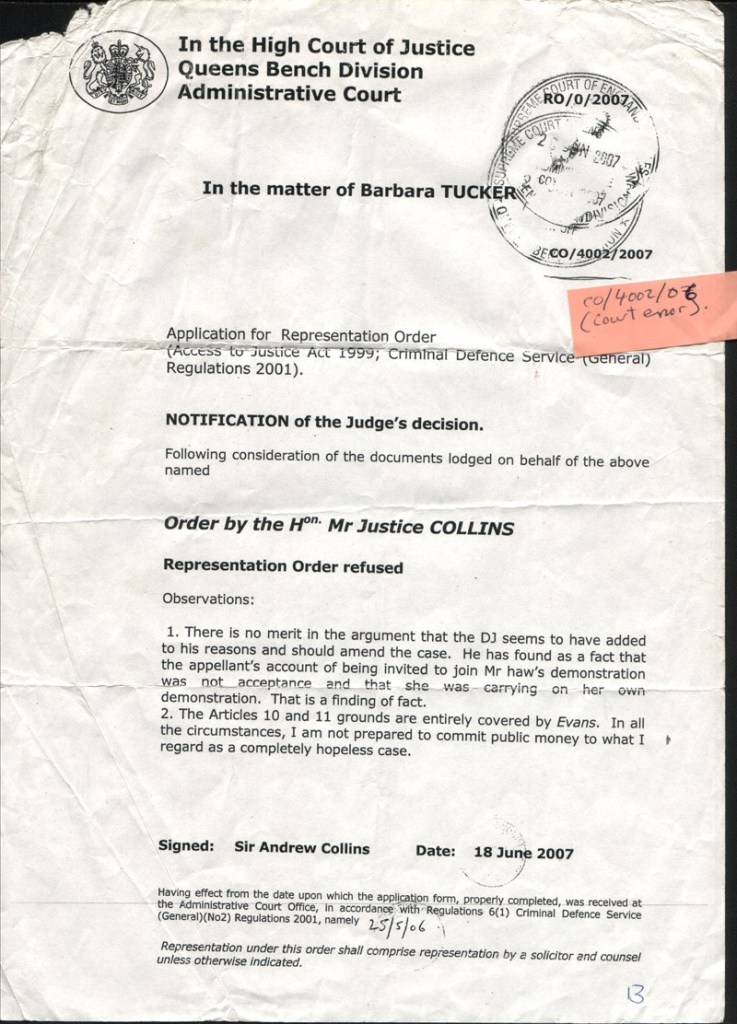 In the High Court of Justice
Queens Bench Division
Administrative Court
RO/0/2007
SUPREME COURT OF ENGLAND
SUPREME COURT
2007
DIVISION
In the matter of Barbara TUCKER
CO/4002/2007
CO/4002/06
(Court error).
Application for Representation Order
(Access to Justice Act 1999; Criminal Defence Service (General)
Regulations 2001).
NOTIFICATION of the Judge's decision.
Following consideration of the documents lodged on behalf of the above
named
Order by the Hon. Mr Justice COLLINS
Representation Order refused
Observations:
1. There is no merit in the argument that the DJ seems to have added
to his reasons and should amend the case. He has found as a fact that
the appellant's account of being invited to join Mr haw's demonstration
was not acceptance and that she was carrying on her own
demonstration. That is a finding of fact.
2. The Articles 10 and 11 grounds are entirely covered by Evans. In all
the circumstances, I am not prepared to commit public money to what I
regard as a completely hopeless case.
Signed: Sir Andrew Collins Date: 18 June 2007
Having effect from the date upon which the application form, properly completed, was received at
the Administrative Court Office, in accordance with Regulations 6(1) Criminal Defence Service
(General)(No2) Regulations 2001, namely 25/5/06
Representation under this order shall comprise representation by a solicitor and counsel
unless otherwise indicated.
B